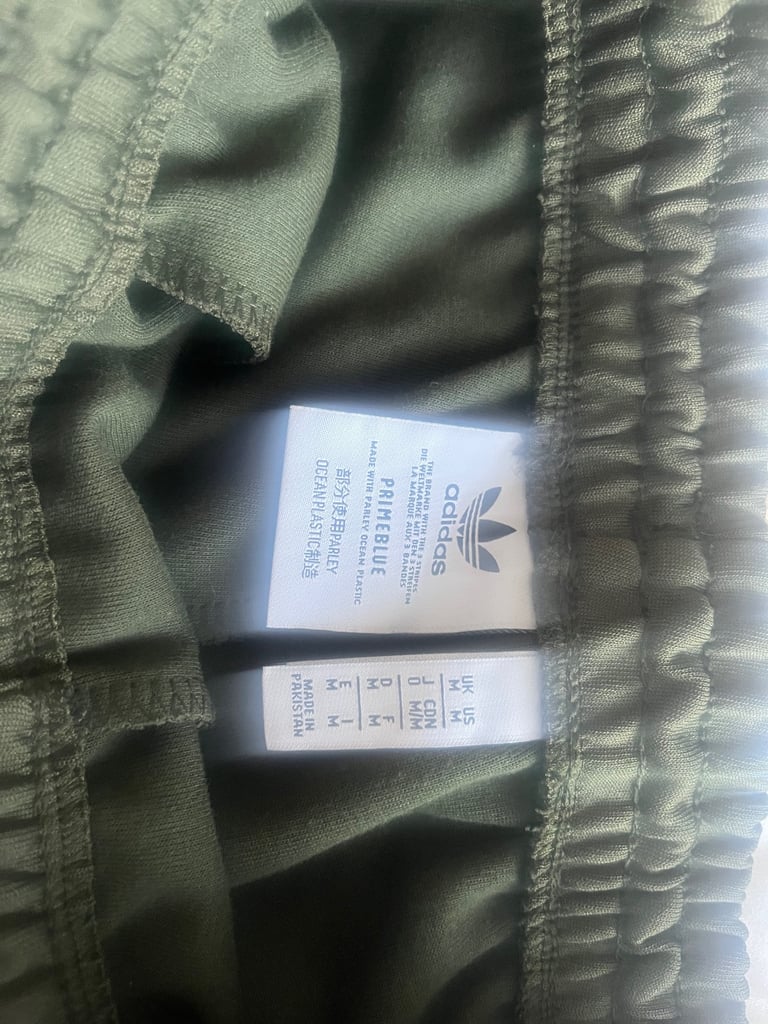 adidas
THE BRAND WITH THE 3 STRIPES
DIE WELTMARKE MIT DEN 3 STREIFEN
LA MARQUE AUX 3 BANDES
PRIMEBLUE
MADE WITH PARLEY OCEAN PLASTIC
部分使用PARLEY
OCEAN PLASTIC制造
UK US
M M
J CDN
O M/M
D F
M M
E I
M M
MADE IN
PAKISTAN